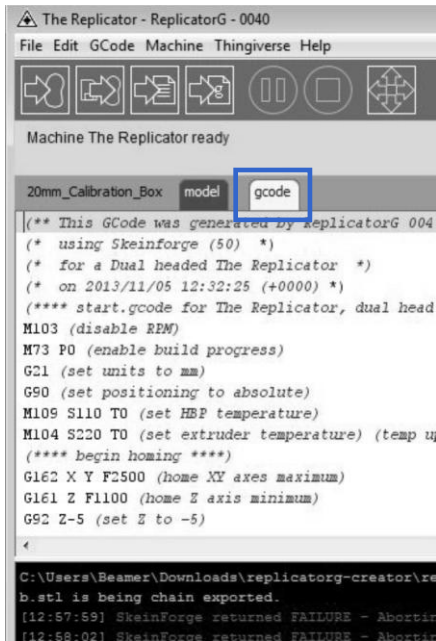 The Replicator - ReplicatorG - 0040
File Edit GCode Machine Thingiverse Help
Machine The Replicator ready
20mm_Calibration_Box model gcode
(** This GCode was generated by ReplicatorG 004
(* using Skeinforge (50) *)
(* for a Dual headed The Replicator *)
(* on 2013/11/05 12:32:25 (+0000) *)
(**** start.gcode for The Replicator, dual head
M103 (disable RPM)
M73 P0 (enable build progress)
G21 (set units to mm)
G90 (set positioning to absolute)
M109 S110 T0 (set HBP temperature)
M104 S220 T0 (set extruder temperature) (temp up
(**** begin homing ****)
G162 X Y F2500 (home XY axes maximum)
G161 Z F1100 (home Z axis minimum)
G92 Z-5 (set Z to -5)
C:\Users\Beamer\Downloads\replicatorg-creator\re
b.stl is being chain exported.
[12:57:59] SkeinForge returned FAILURE - Abortin
[12:58:02] SkeinForge returned FAILURE - Abortin